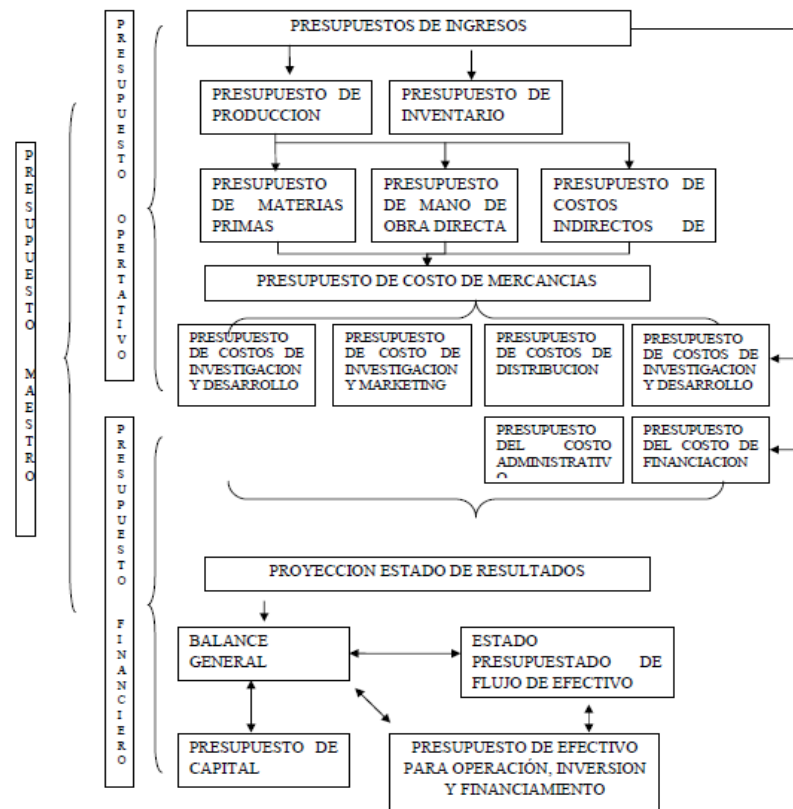 PRESUPUESTO MAESTRO
PRESUPUESTO OPERTATIVO
PRESUPUESTOS DE INGRESOS
PRESUPUESTO DE
PRODUCCION
PRESUPUESTO DE
INVENTARIO
PRESUPUESTO
DE MATERIAS
PRIMAS
PRESUPUESTO
DE MANO DE
OBRA DIRECTA
PRESUPUESTO DE
COSTOS
INDIRECTOS DE
PRESUPUESTO DE COSTO DE MERCANCIAS
PRESUPUESTO
DE COSTOS DE
INVESTIGACION
Y DESARROLLO
PRESUPUESTO
DE COSTO DE
INVESTIGACION
Y MARKETING
PRESUPUESTO
DE COSTOS DE
DISTRIBUCION
PRESUPUESTO
DE COSTOS DE
INVESTIGACION
Y DESARROLLO
PRESUPUESTO
DEL COSTO
ADMINISTRATIV
O
PRESUPUESTO
DEL COSTO DE
FINANCIACION
PRESUPUESTO FINANCIERO
PROYECCION ESTADO DE RESULTADOS
BALANCE
GENERAL
ESTADO
PRESUPUESTADO DE
FLUJO DE EFECTIVO
PRESUPUESTO DE
CAPITAL
PRESUPUESTO DE EFECTIVO
PARA OPERACIÓN, INVERSION
Y FINANCIAMIENTO